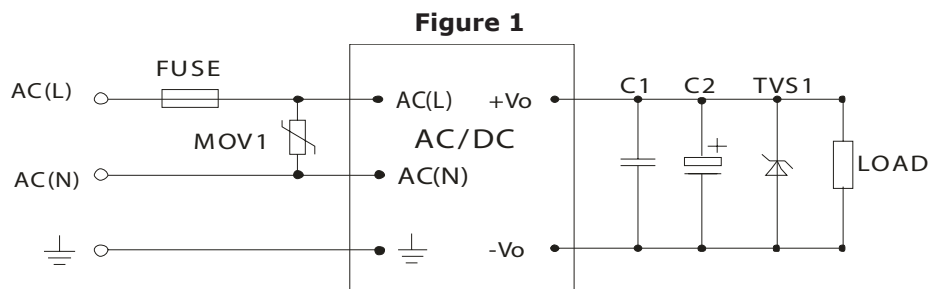 Figure 1
FUSE
AC(L)
MOV1
AC(N)
AC(L)
AC/DC
AC(N)
+Vo
-Vo
C1
C2
+
TVS1
LOAD